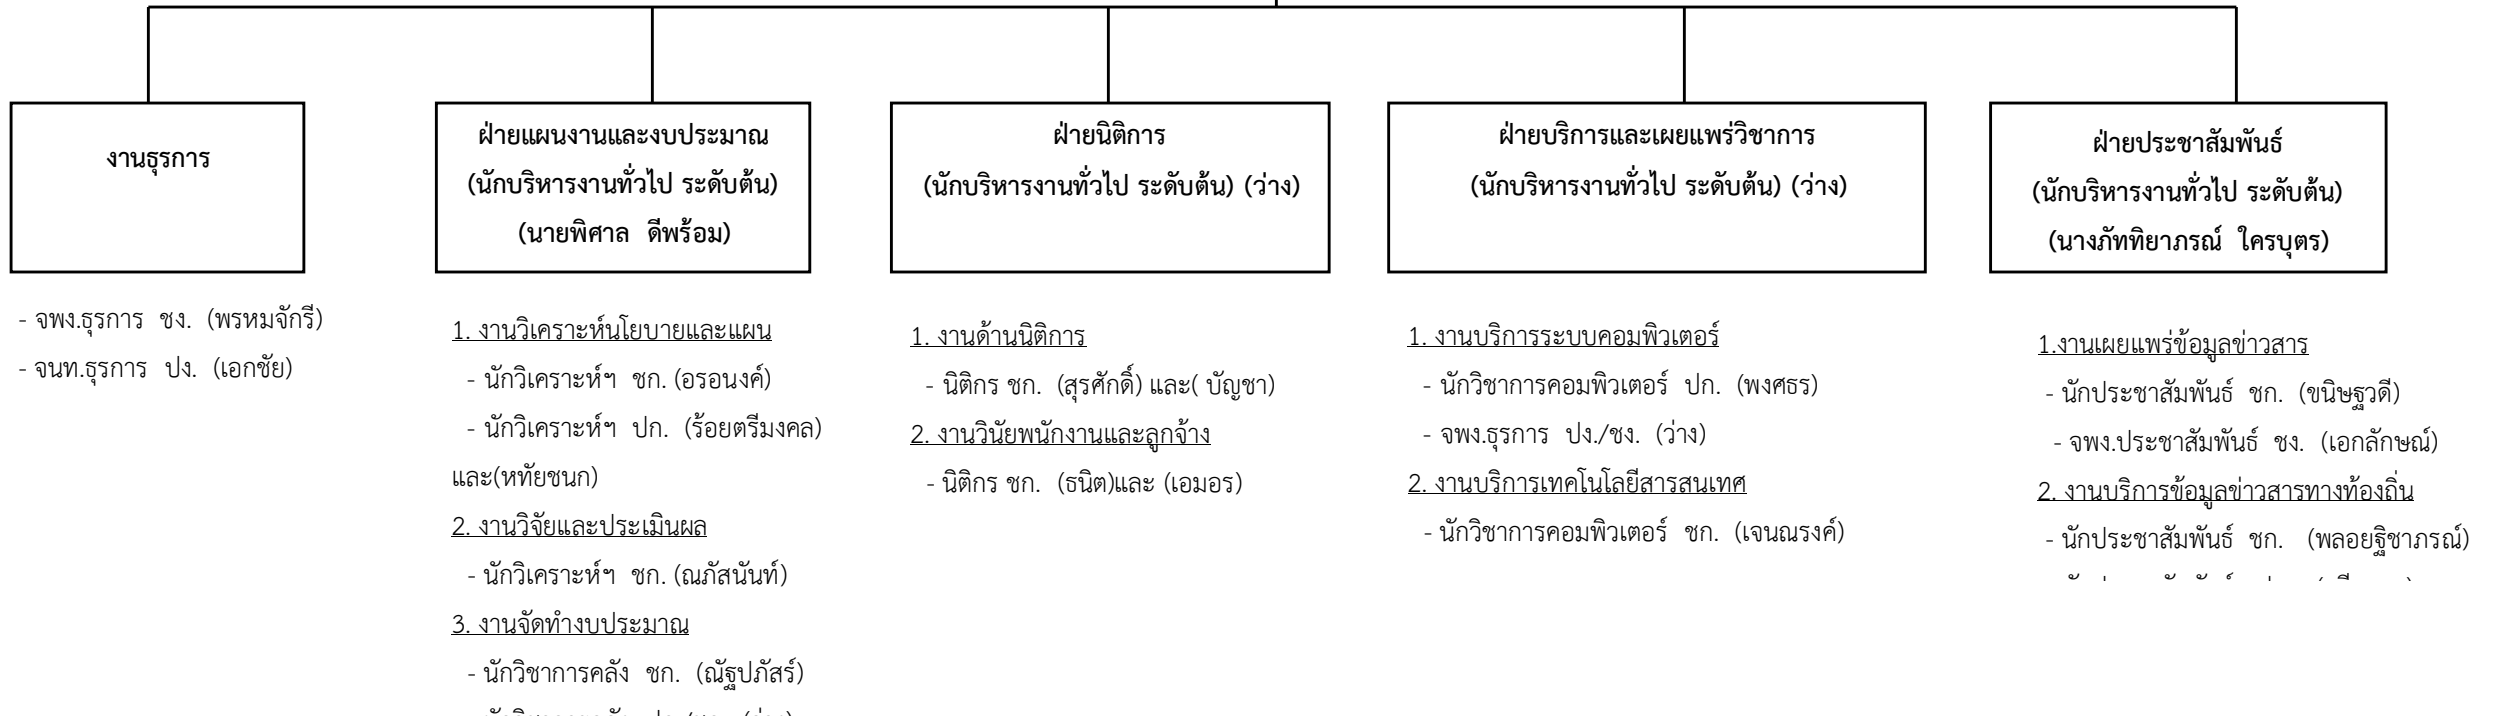 งานธุรการ
- จพง.ธุรการ ชง. (พรหมจักรี)
- จนท.ธุรการ ปง. (เอกชัย)
ฝ่ายแผนงานและงบประมาณ
(นักบริหารงานทั่วไป ระดับต้น)
(นายพิศาล ดีพร้อม)
1. งานวิเคราะห์นโยบายและแผน
- นักวิเคราะห์ฯ ชก. (อรอนงค์)
- นักวิเคราะห์ฯ ปก. (ร้อยตรีมงคล)
และ(หทัยชนก)
2. งานวิจัยและประเมินผล
- นักวิเคราะห์ฯ ชก. (ณภัสนันท์)
3. งานจัดทำงบประมาณ
- นักวิชาการคลัง ชก. (ณัฐปภัสร์)
ฝ่ายนิติการ
(นักบริหารงานทั่วไป ระดับต้น) (ว่าง)
1. งานด้านนิติการ
- นิติกร ชก. (สุรศักดิ์) และ( บัญชา)
2. งานวินัยพนักงานและลูกจ้าง
- นิติกร ชก. (ธนิต)และ (เอมอร)
ฝ่ายบริการและเผยแพร่วิชาการ
(นักบริหารงานทั่วไป ระดับต้น) (ว่าง)
1. งานบริการระบบคอมพิวเตอร์
- นักวิชาการคอมพิวเตอร์ ปก. (พงศธร)
- จพง.ธุรการ ปง./ชง. (ว่าง)
2. งานบริการเทคโนโลยีสารสนเทศ
- นักวิชาการคอมพิวเตอร์ ชก. (เจนณรงค์)
ฝ่ายประชาสัมพันธ์
(นักบริหารงานทั่วไป ระดับต้น)
(นางภัททิยาภรณ์ ใครบุตร)
1.งานเผยแพร่ข้อมูลข่าวสาร
- นักประชาสัมพันธ์ ชก. (ขนิษฐวดี)
- จพง.ประชาสัมพันธ์ ชง. (เอกลักษณ์)
2. งานบริการข้อมูลข่าวสารทางท้องถิ่น
- นักประชาสัมพันธ์ ชก. (พลอยฐิชาภรณ์)